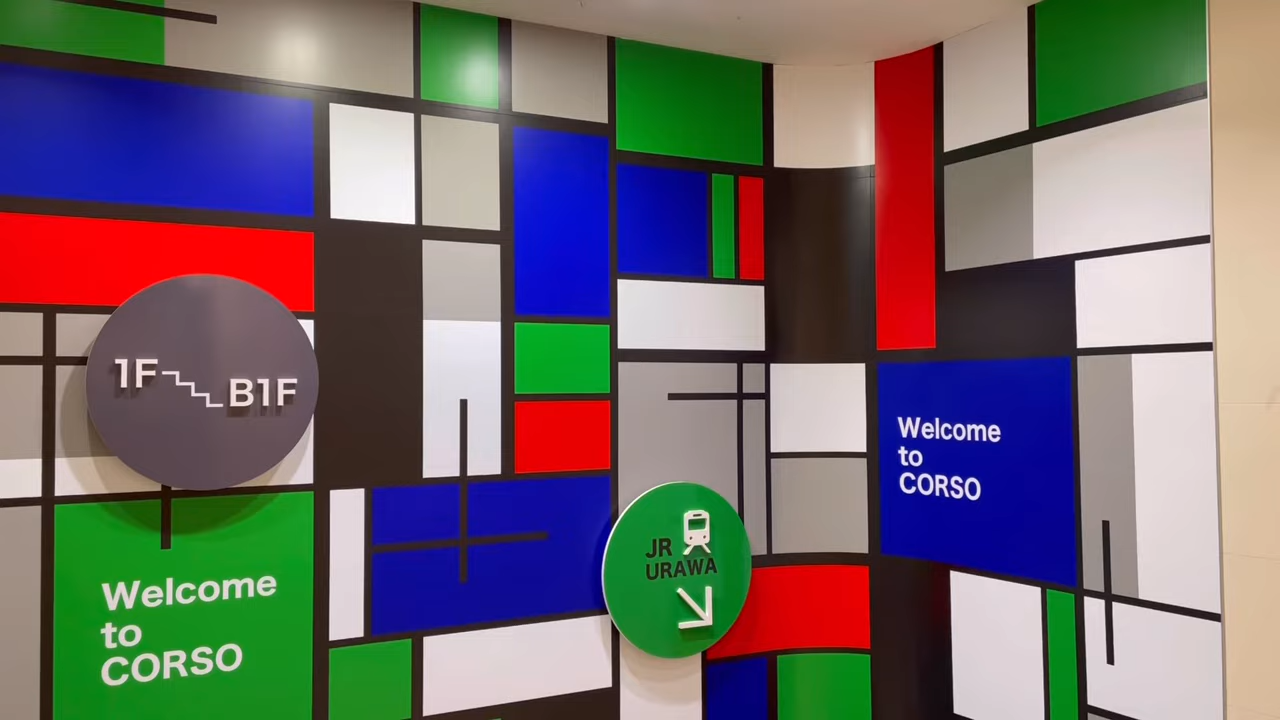 1F B1F
Welcome
to
CORSO
JR
URAWA
Welcome
to
CORSO